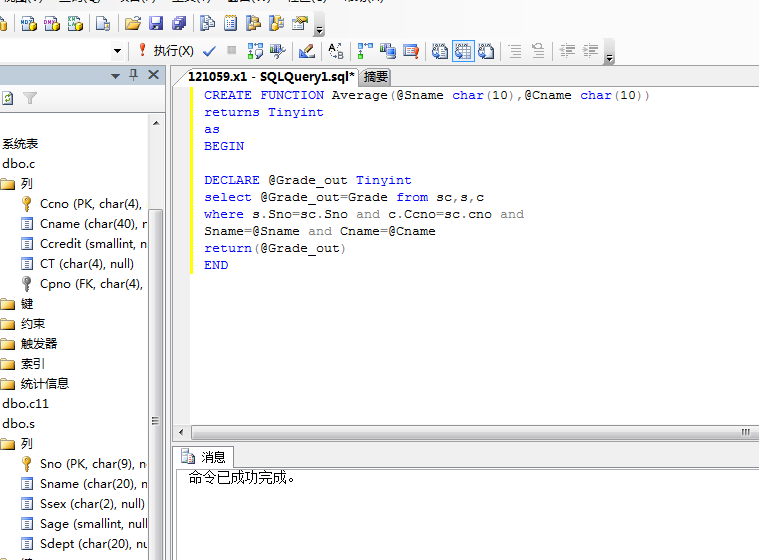 执行(X)
121059.x1 - SQLQuery1.sql* 摘要
系统表
dbo.c
列
Ccno (PK, char(4),
Cname (char(40), n
Ccredit (smallint, n
CT (char(4), null)
Cpno (FK, char(4),
键
约束
触发器
索引
统计信息
dbo.c11
dbo.s
列
Sno (PK, char(9), n
Sname (char(20), n
Ssex (char(2), null)
Sage (smallint, null
Sdept (char(20), nu
CREATE FUNCTION Average(@Sname char(10),@Cname char(10))
returns Tinyint
as
BEGIN
DECLARE @Grade_out Tinyint
select @Grade_out=Grade from sc,s,c
where s.Sno=sc.Sno and c.Ccno=sc.cno and
Sname=@Sname and Cname=@Cname
return(@Grade_out)
END
消息
命令已成功完成。